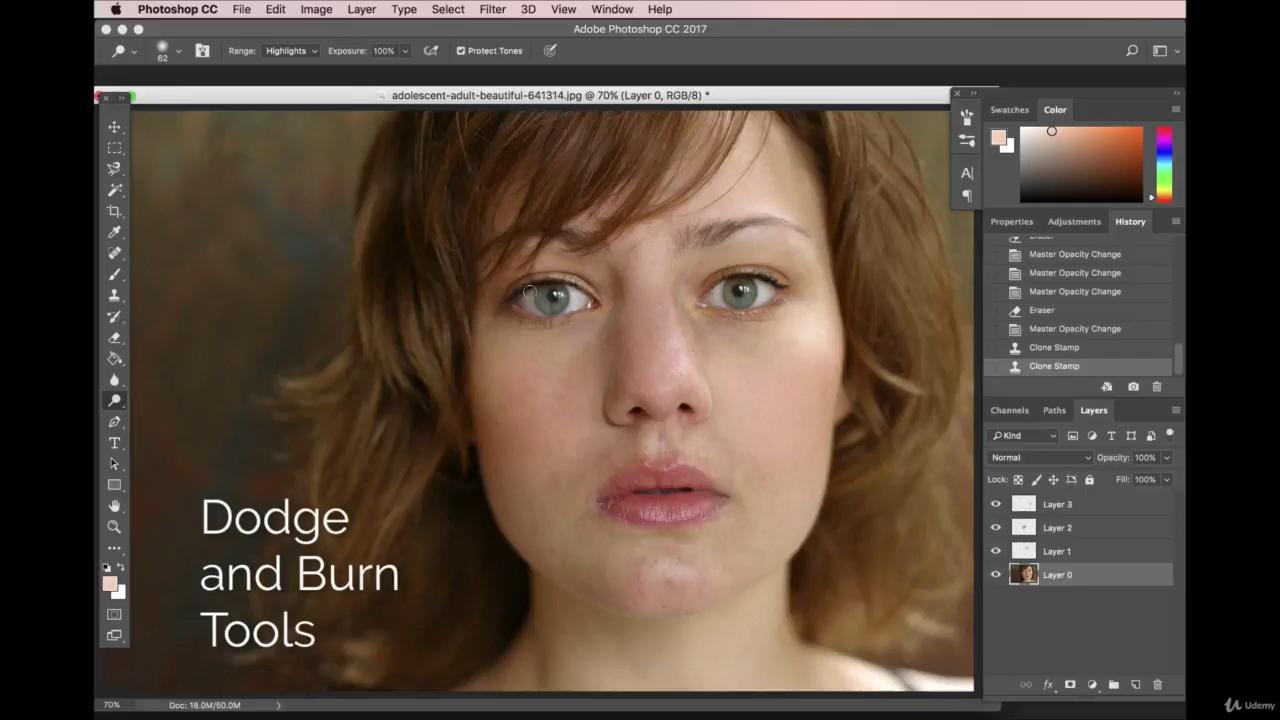 Photoshop CC File Edit Image Layer Type Select Filter 3D View Window Help
Adobe Photoshop CC 2017
62 Range: Highlights Exposure: 100% Protect Tones
adolescent-adult-beautiful-641314.jpg @ 70% (Layer 0, RGB/8) *
Swatches Color
Properties Adjustments History
Eraser
Master Opacity Change
Master Opacity Change
Master Opacity Change
Eraser
Master Opacity Change
Clone Stamp
Clone Stamp
Channels Paths Layers
Kind
Normal Opacity: 100%
Lock: Fill: 100%
Layer 3
Layer 2
Layer 1
Layer 0
Dodge
and Burn
Tools
fx
70% Doc: 18.0M/50.0M
Udemy